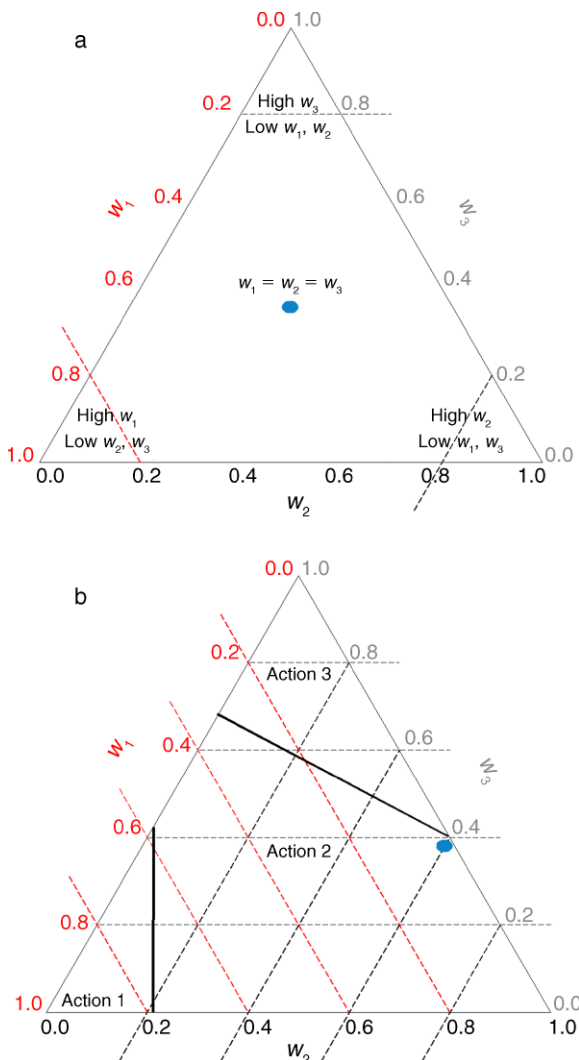 0.0
a
0.2 High w₃ 0.8
Low w₁, w₂
0.4 0.6
w₁ w₃
0.6 w₁ = w₂ = w₃ 0.4
0.8 0.2
High w₁ High w₂
Low w₂, w₃ Low w₁, w₃
1.0 0.0
0.0 0.2 0.4 0.6 0.8 1.0
w₂
0.0 1.0
b
0.2 0.8
Action 3
w₁ 0.4 0.6 w₃
0.6 0.4
Action 2
0.8 0.2
Action 1
1.0 0.0
0.0 0.2 0.4 0.6 0.8 1.0
w₂